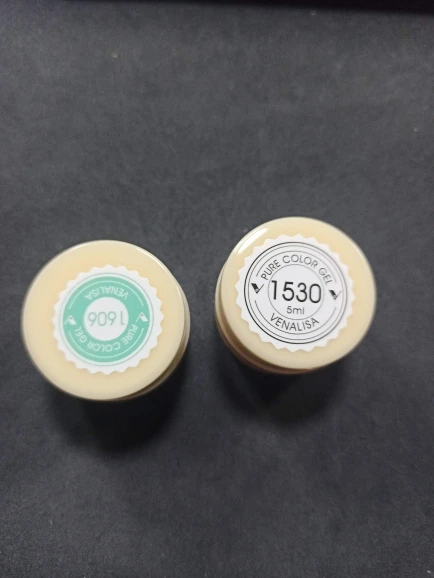 PURE COLOR GEL
1606
VENALISA
PURE COLOR GEL
1530
5ml
VENALISA